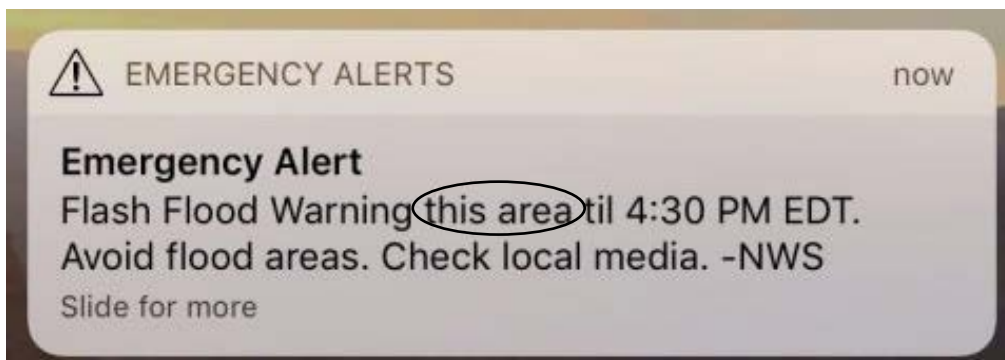 EMERGENCY ALERTS now
Emergency Alert
Flash Flood Warning this area til 4:30 PM EDT.
Avoid flood areas. Check local media. -NWS
Slide for more